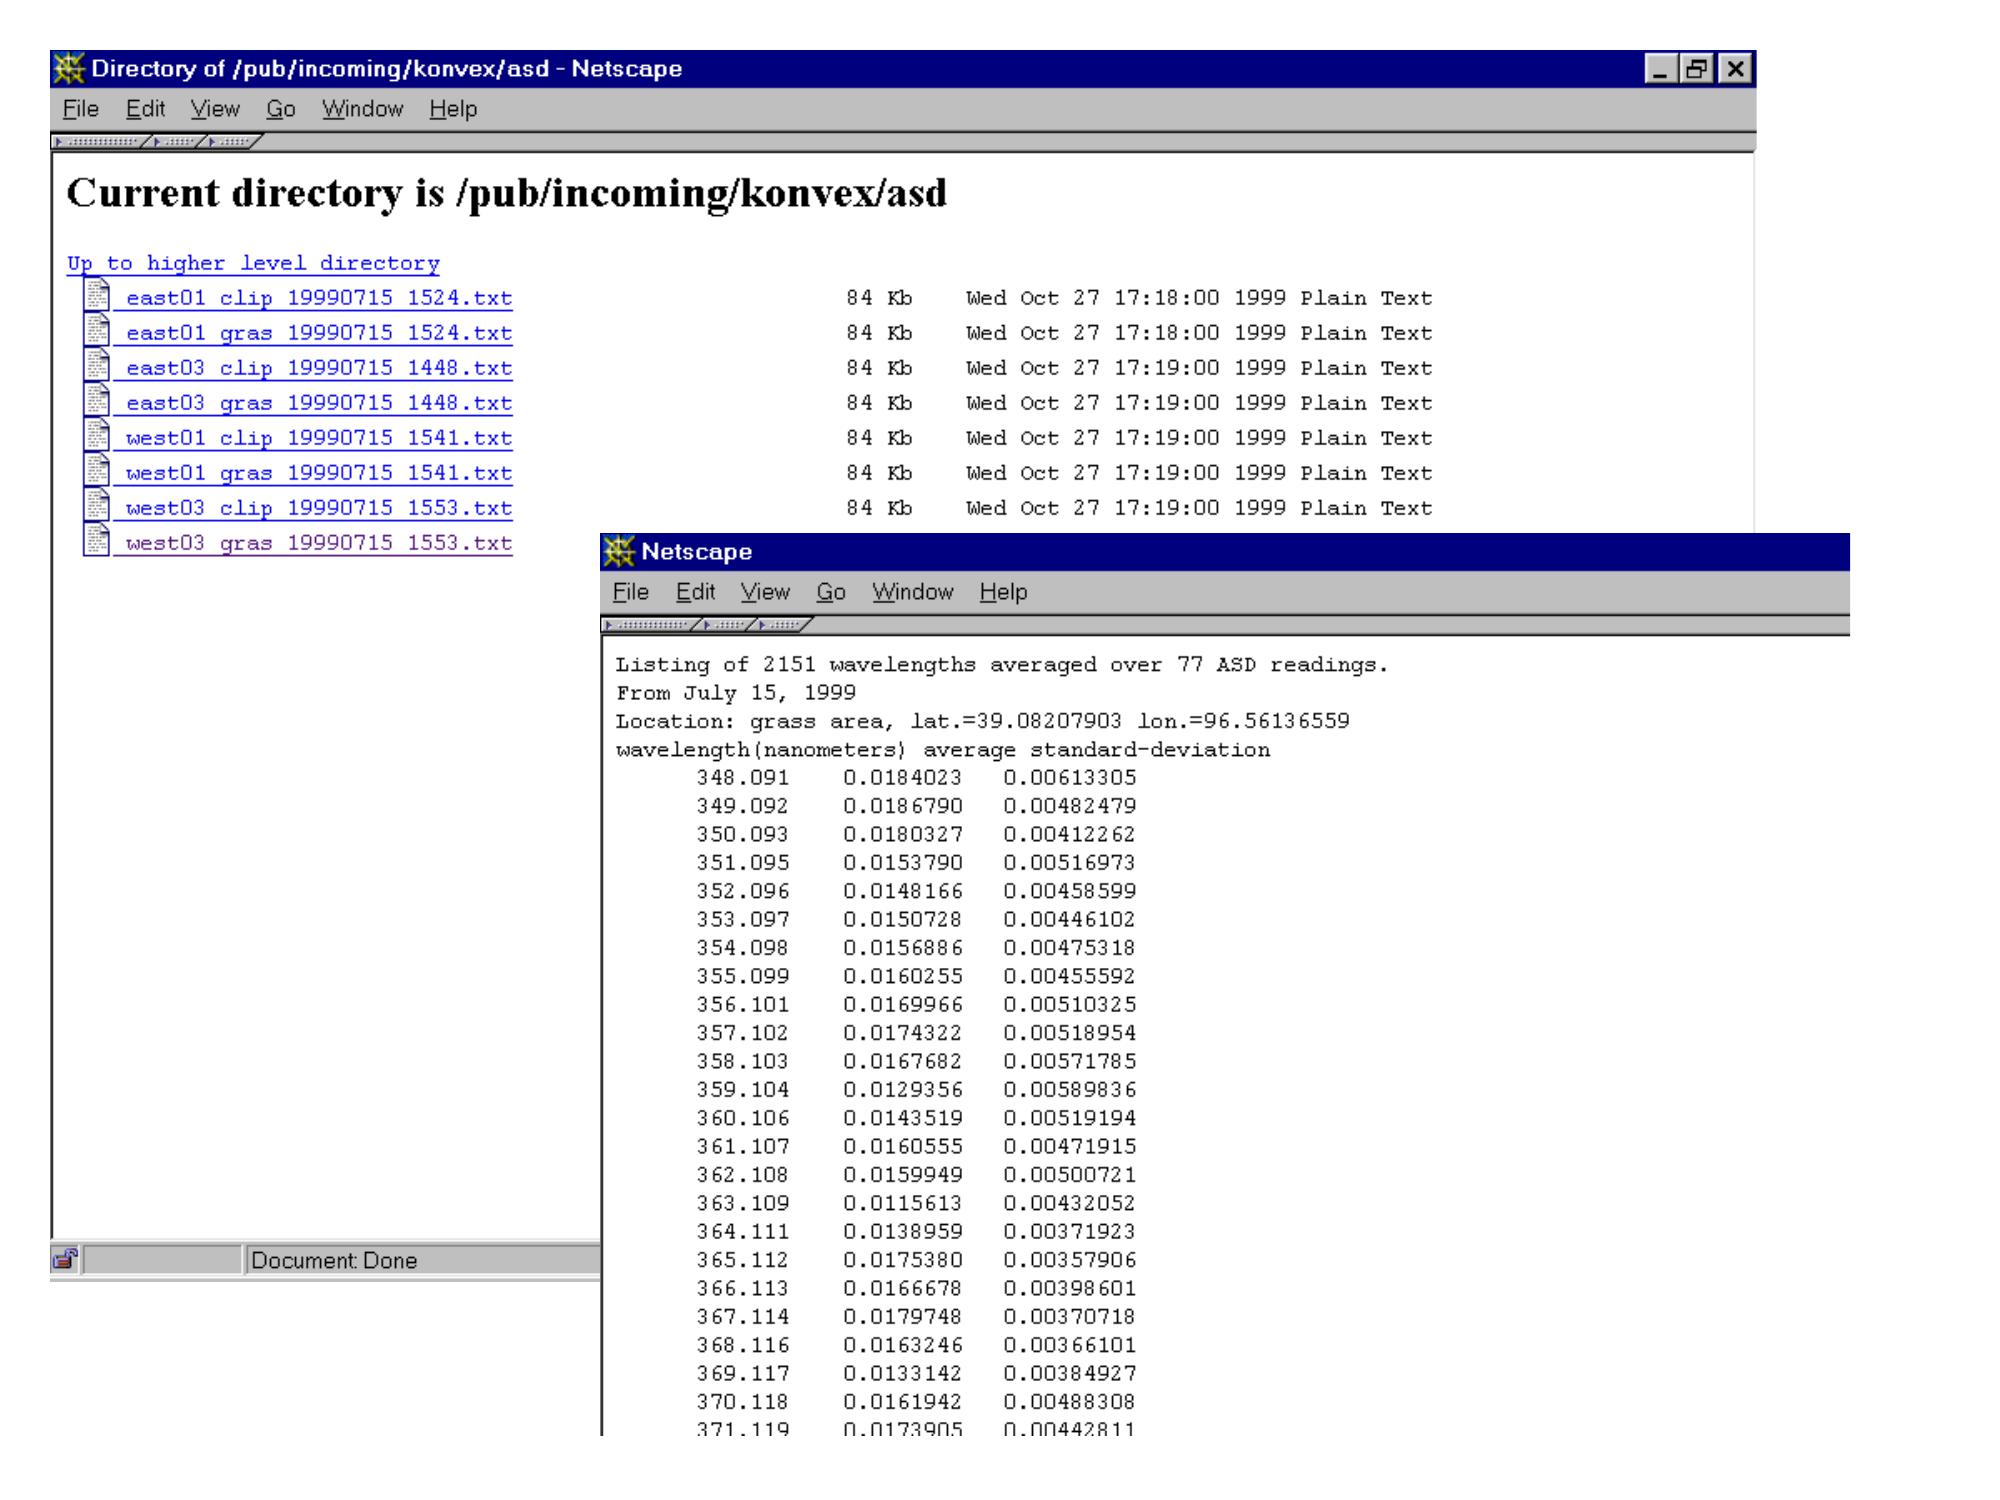 Directory of /pub/incoming/konvex/asd - Netscape
File Edit View Go Window Help
Current directory is /pub/incoming/konvex/asd
Up to higher level directory
east01 clip 19990715 1524.txt 84 Kb Wed Oct 27 17:18:00 1999 Plain Text
east01 gras 19990715 1524.txt 84 Kb Wed Oct 27 17:18:00 1999 Plain Text
east03 clip 19990715 1448.txt 84 Kb Wed Oct 27 17:19:00 1999 Plain Text
east03 gras 19990715 1448.txt 84 Kb Wed Oct 27 17:19:00 1999 Plain Text
west01 clip 19990715 1541.txt 84 Kb Wed Oct 27 17:19:00 1999 Plain Text
west01 gras 19990715 1541.txt 84 Kb Wed Oct 27 17:19:00 1999 Plain Text
west03 clip 19990715 1553.txt 84 Kb Wed Oct 27 17:19:00 1999 Plain Text
west03 gras 19990715 1553.txt
Document: Done
Netscape
File Edit View Go Window Help
Listing of 2151 wavelengths averaged over 77 ASD readings.
From July 15, 1999
Location: grass area, lat.=39.08207903 lon.=96.56136559
wavelength(nanometers) average standard-deviation
348.091 0.0184023 0.00613305
349.092 0.0186790 0.00482479
350.093 0.0180327 0.00412262
351.095 0.0153790 0.00516973
352.096 0.0148166 0.00458599
353.097 0.0150728 0.00446102
354.098 0.0156886 0.00475318
355.099 0.0160255 0.00455592
356.101 0.0169966 0.00510325
357.102 0.0174322 0.00518954
358.103 0.0167682 0.00571785
359.104 0.0129356 0.00589836
360.106 0.0143519 0.00519194
361.107 0.0160555 0.00471915
362.108 0.0159949 0.00500721
363.109 0.0115613 0.00432052
364.111 0.0138959 0.00371923
365.112 0.0175380 0.00357906
366.113 0.0166678 0.00398601
367.114 0.0179748 0.00370718
368.116 0.0163246 0.00366101
369.117 0.0133142 0.00384927
370.118 0.0161942 0.00488308
371.119 0.0173905 0.00442811